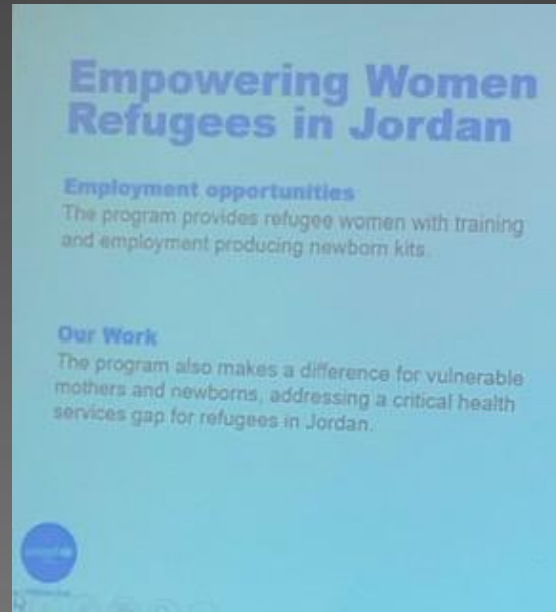 Empowering Women
Refugees in Jordan
Employment opportunities
The program provides refugee women with training
and employment producing newborn kits.
Our Work
The program also makes a difference for vulnerable
mothers and newborns, addressing a critical health
services gap for refugees in Jordan.